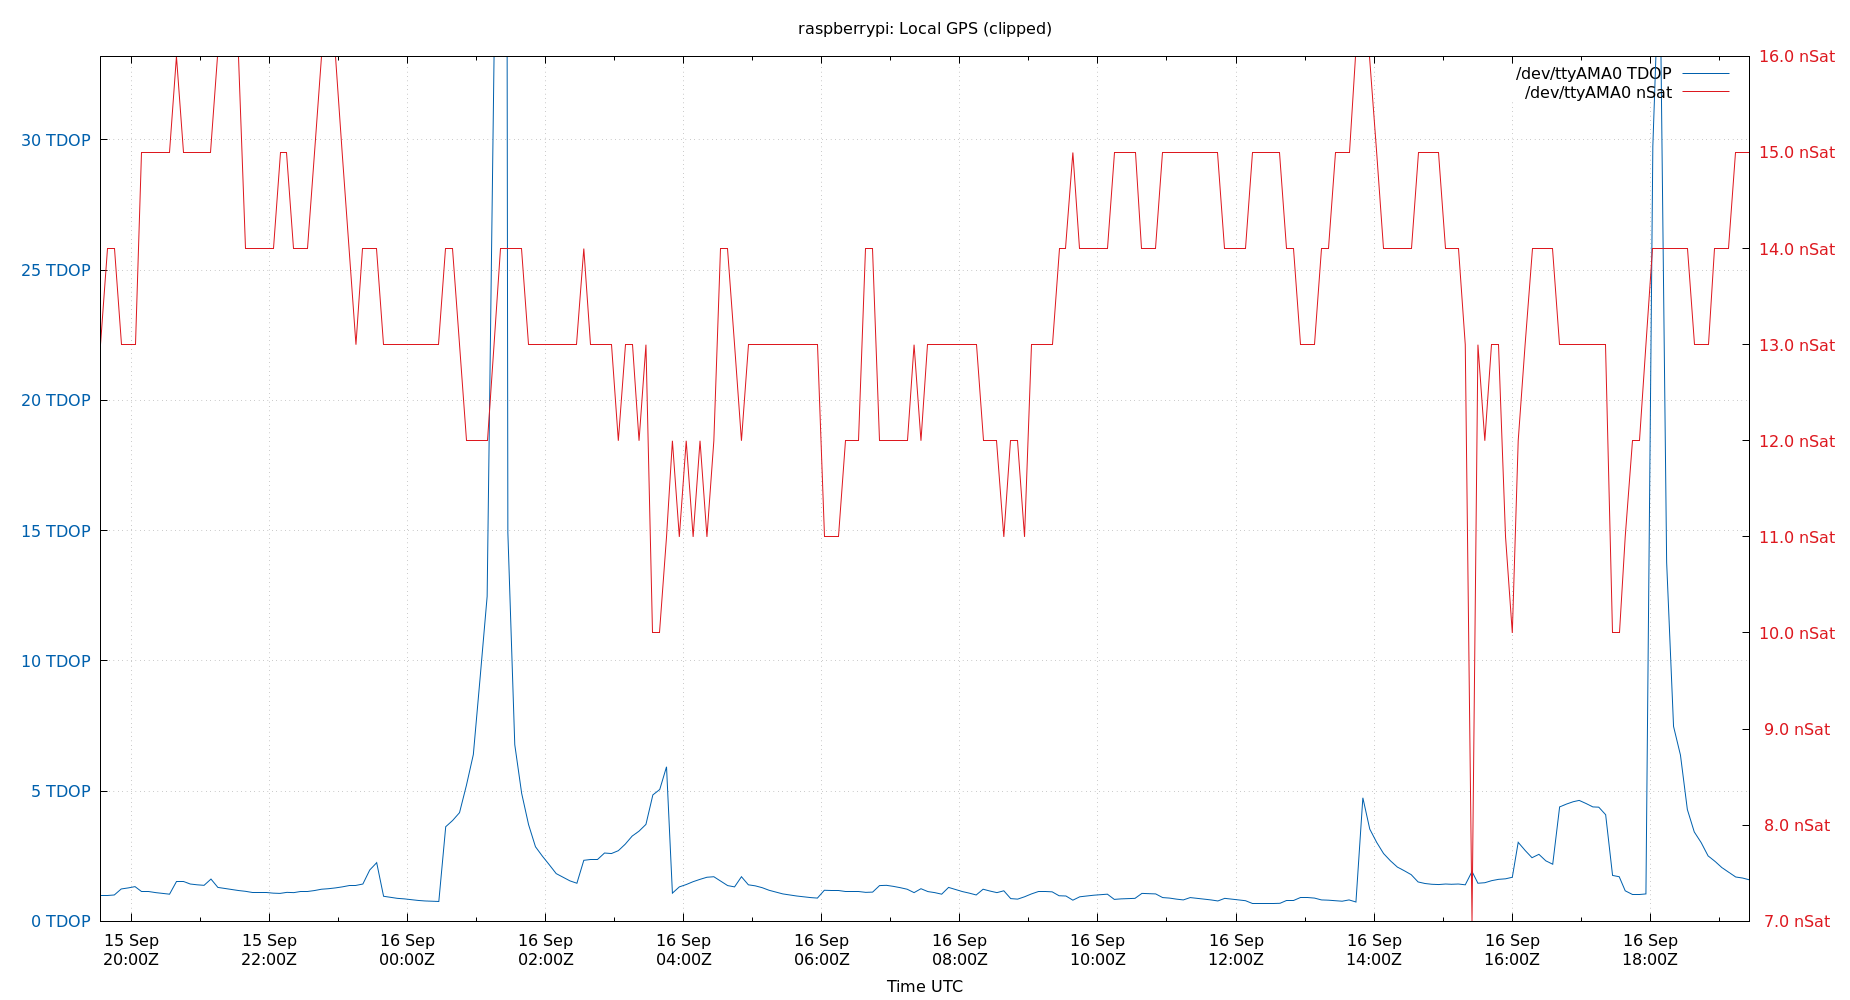 raspberrypi: Local GPS (clipped)
16.0 nSat
/dev/ttyAMA0 TDOP
/dev/ttyAMA0 nSat
30 TDOP
15.0 nSat
14.0 nSat
25 TDOP
13.0 nSat
20 TDOP
12.0 nSat
15 TDOP
11.0 nSat
10.0 nSat
10 TDOP
9.0 nSat
5 TDOP
8.0 nSat
0 TDOP
7.0 nSat
15 Sep 15 Sep 16 Sep 16 Sep 16 Sep 16 Sep 16 Sep 16 Sep 16 Sep 16 Sep 16 Sep 16 Sep
20:00Z 22:00Z 00:00Z 02:00Z 04:00Z 06:00Z 08:00Z 10:00Z 12:00Z 14:00Z 16:00Z 18:00Z
Time UTC